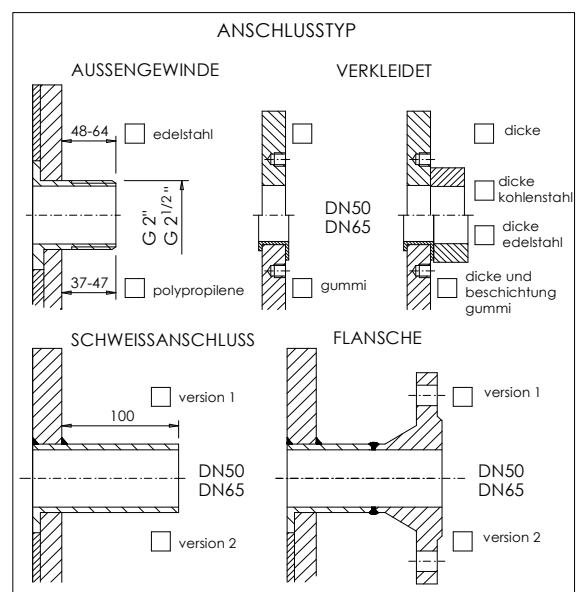 ANSCHLUSSTYP
AUSSENGEWINDE
48-64
edelstahl
G 2"
G 2 1/2"
37-47
polypropilene
VERKLEIDET
dicke
DN50
DN65
dicke
kohlenstahl
dicke
edelstahl
gummi
dicke und
beschichtung
gummi
SCHWEISSANSCHLUSS
version 1
100
DN50
DN65
version 2
FLANSCHE
version 1
DN50
DN65
version 2